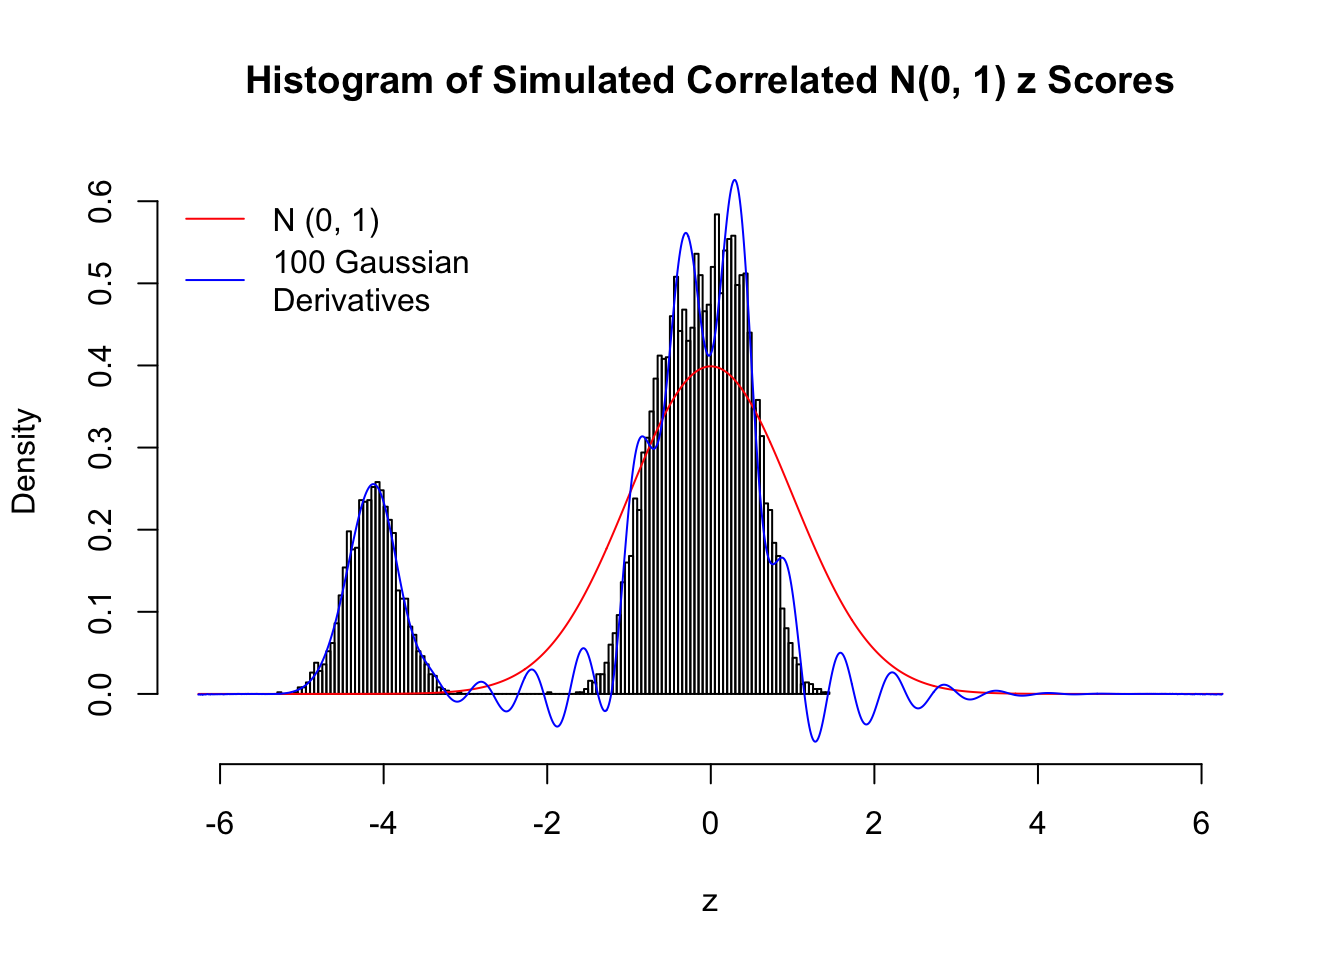 Histogram of Simulated Correlated N(0, 1) z Scores
N (0, 1)
100 Gaussian
Derivatives
Density
0.6
0.5
0.4
0.3
0.2
0.1
0.0
-6 -4 -2 0 2 4 6
z